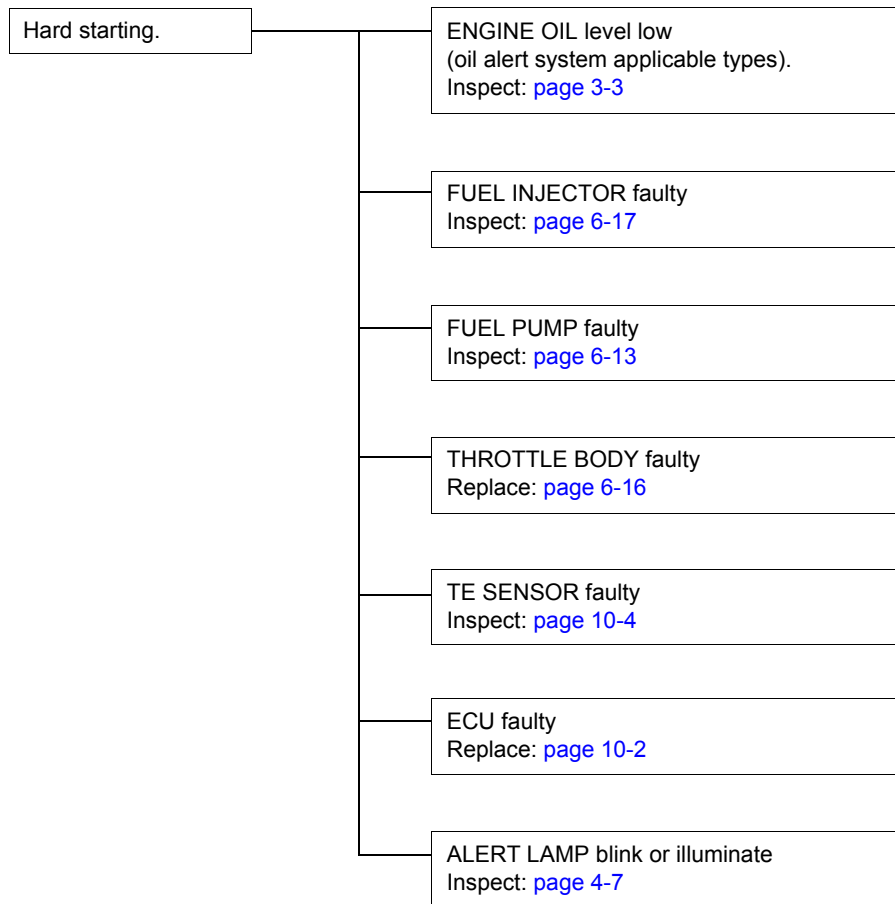 Hard starting.
ENGINE OIL level low
(oil alert system applicable types).
Inspect: page 3-3
FUEL INJECTOR faulty
Inspect: page 6-17
FUEL PUMP faulty
Inspect: page 6-13
THROTTLE BODY faulty
Replace: page 6-16
TE SENSOR faulty
Inspect: page 10-4
ECU faulty
Replace: page 10-2
ALERT LAMP blink or illuminate
Inspect: page 4-7